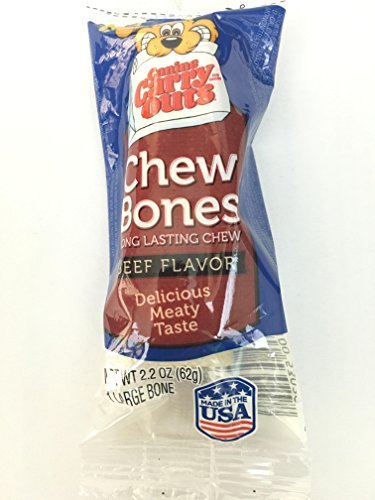 Canine
Carry
outs
Chew
Bones
LONG LASTING CHEW
BEEF FLAVOR
Delicious
Meaty
Taste
NET WT 2.2 OZ (62g)
1 LARGE BONE
MADE IN THE
USA